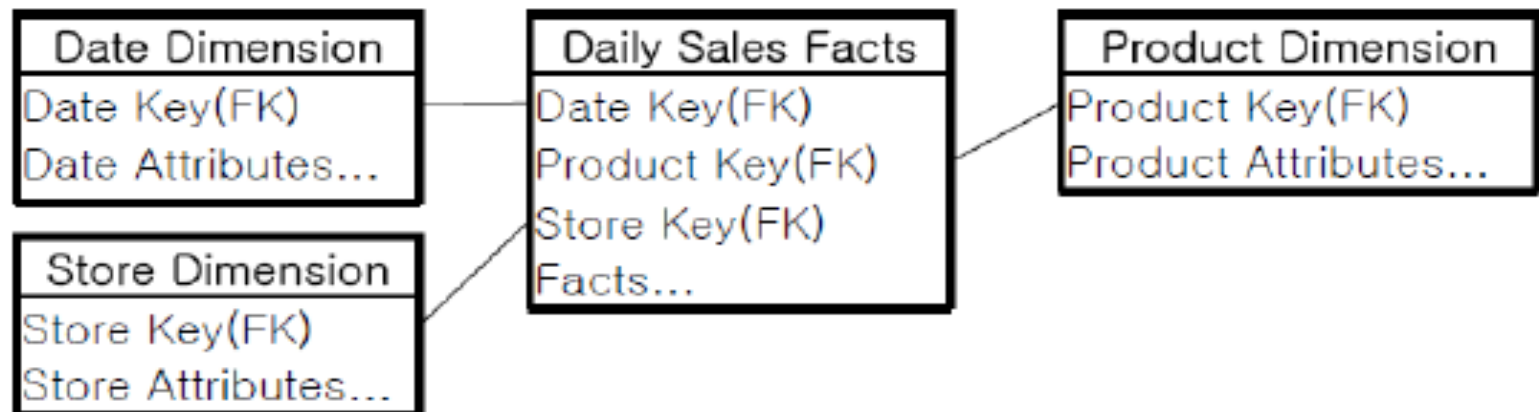 Date Dimension
Date Key(FK)
Date Attributes...
Store Dimension
Store Key(FK)
Store Attributes...
Daily Sales Facts
Date Key(FK)
Product Key(FK)
Store Key(FK)
Facts...
Product Dimension
Product Key(FK)
Product Attributes...